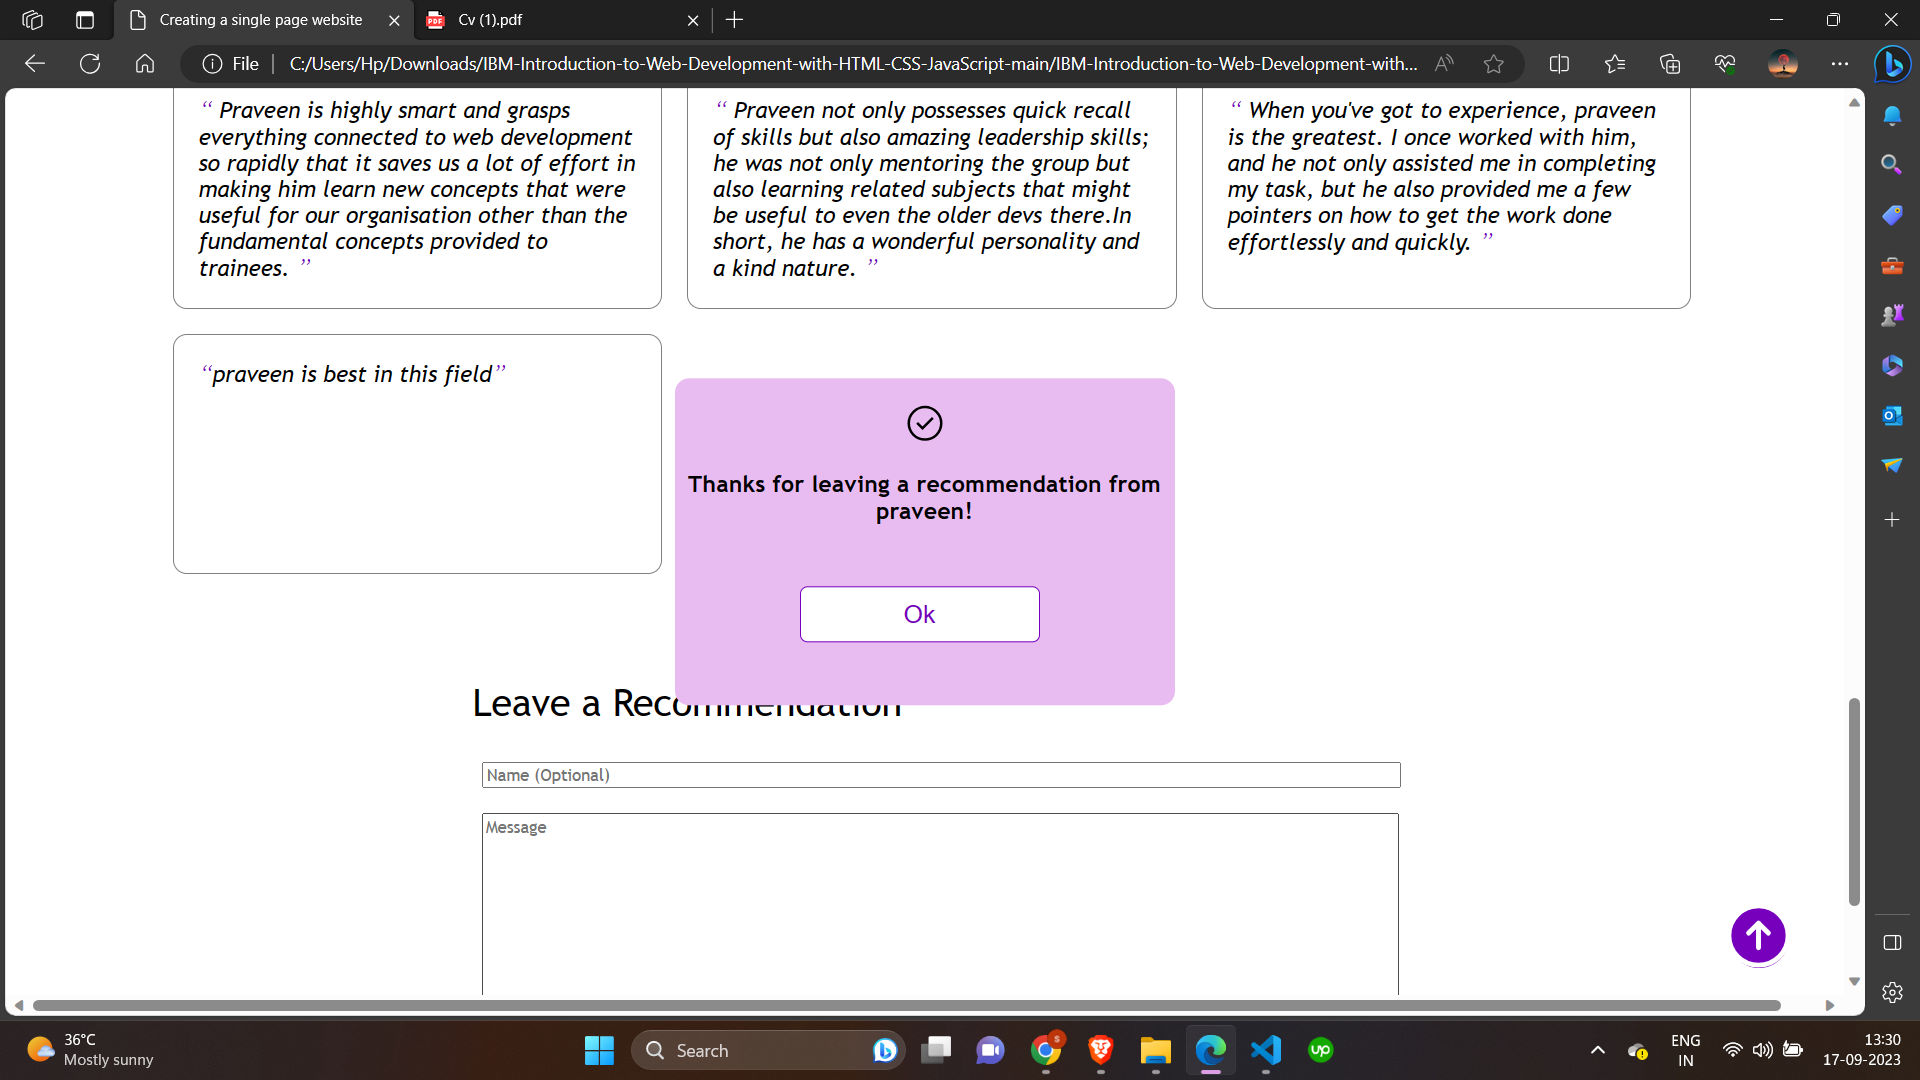 Creating a single page website
Cv (1).pdf
File
C:/Users/Hp/Downloads/IBM-Introduction-to-Web-Development-with-HTML-CSS-JavaScript-main/IBM-Introduction-to-Web-Development-with...
“ Praveen is highly smart and grasps
everything connected to web development
so rapidly that it saves us a lot of effort in
making him learn new concepts that were
useful for our organisation other than the
fundamental concepts provided to
trainees. ”
“ Praveen not only possesses quick recall
of skills but also amazing leadership skills;
he was not only mentoring the group but
also learning related subjects that might
be useful to even the older devs there.In
short, he has a wonderful personality and
a kind nature. ”
“ When you've got to experience, praveen
is the greatest. I once worked with him,
and he not only assisted me in completing
my task, but he also provided me a few
pointers on how to get the work done
effortlessly and quickly. ”
“praveen is best in this field”
Thanks for leaving a recommendation from
praveen!
Ok
Leave a Recommendation
Name (Optional)
Message
36°C
Mostly sunny
Search
ENG
IN
13:30
17-09-2023